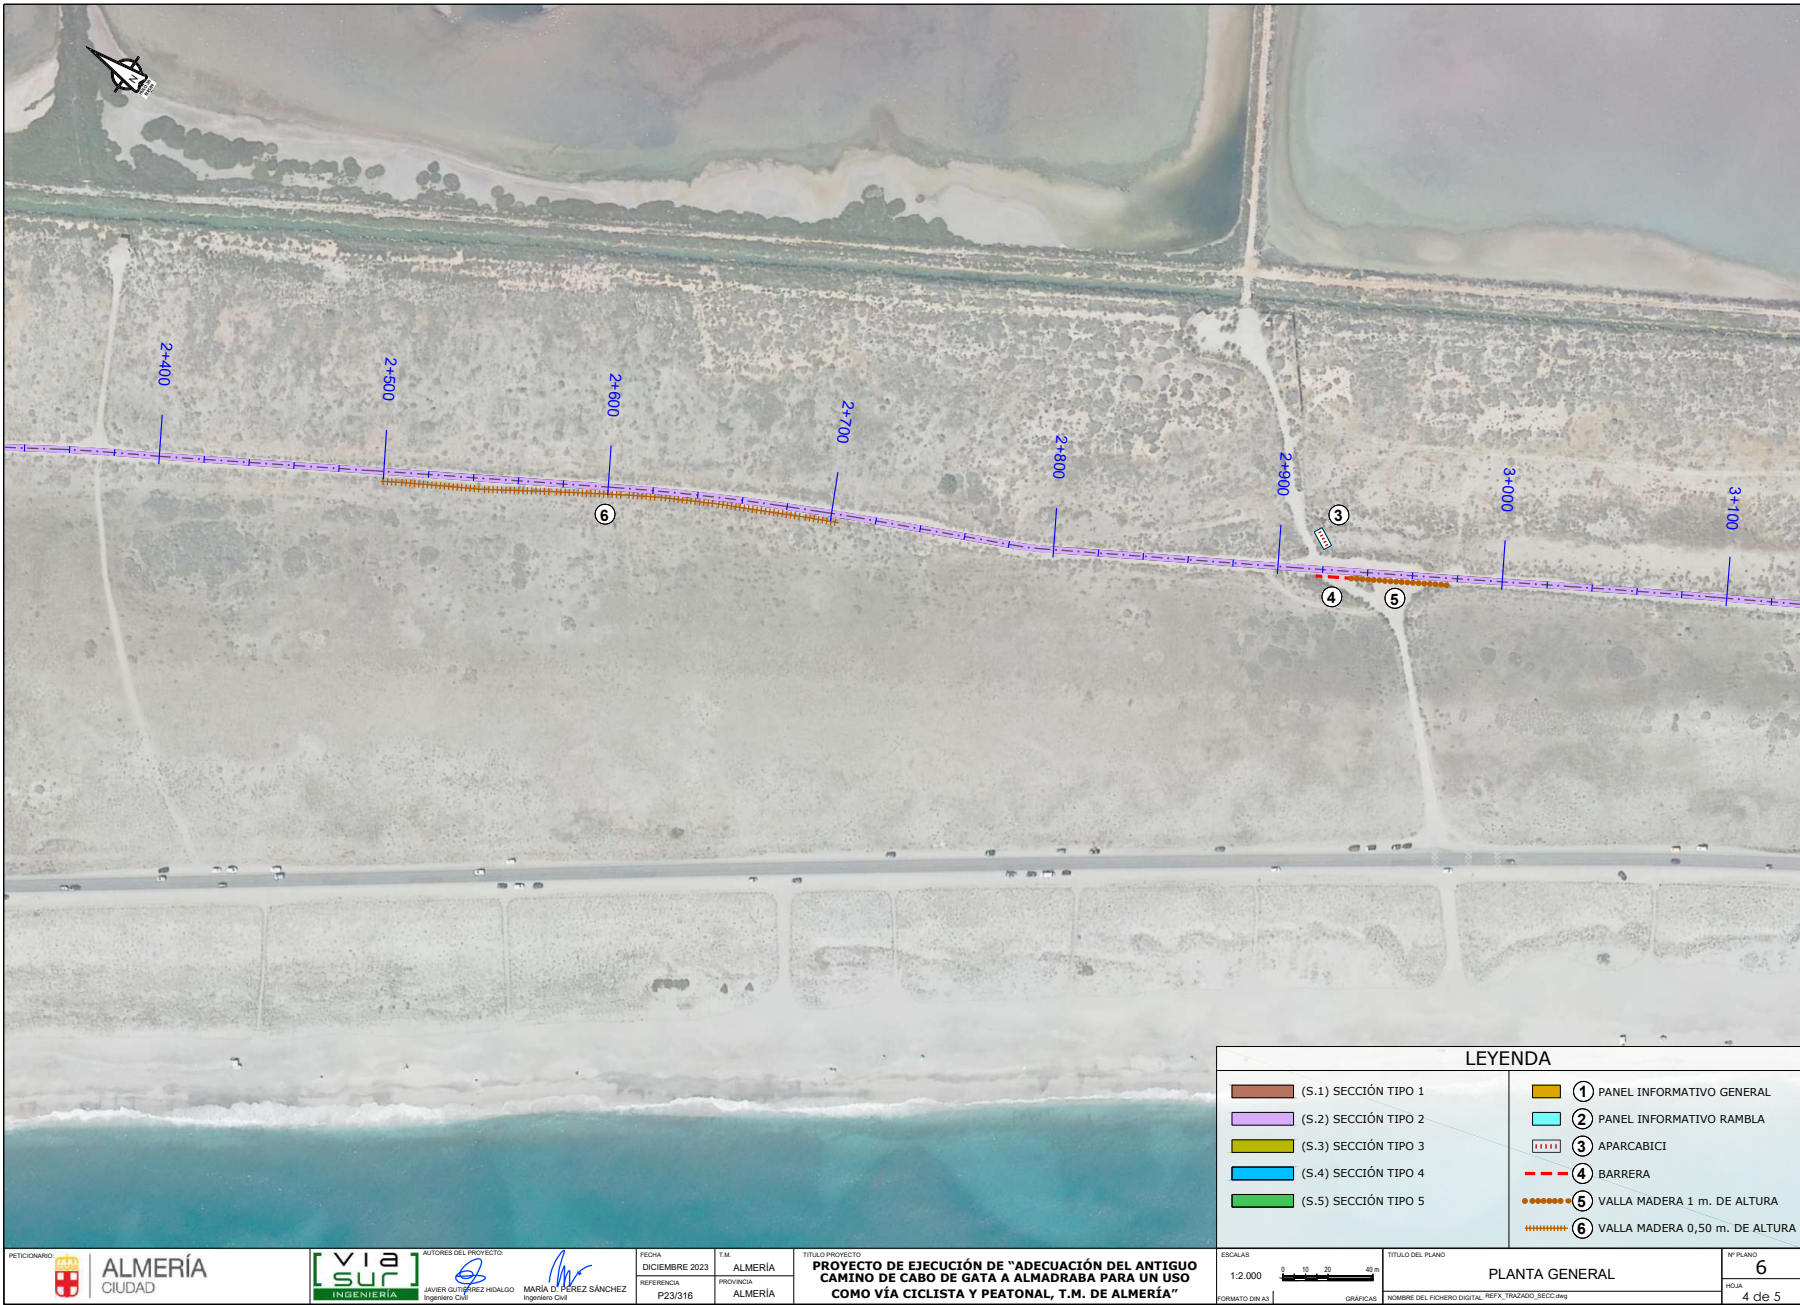 N
2+400
2+500
2+600
2+700
2+800
2+900
3+000
3+100
6
3
4
5
LEYENDA
(S.1) SECCIÓN TIPO 1
(S.2) SECCIÓN TIPO 2
(S.3) SECCIÓN TIPO 3
(S.4) SECCIÓN TIPO 4
(S.5) SECCIÓN TIPO 5
1 PANEL INFORMATIVO GENERAL
2 PANEL INFORMATIVO RAMBLA
3 APARCABICI
4 BARRERA
5 VALLA MADERA 1 m. DE ALTURA
6 VALLA MADERA 0,50 m. DE ALTURA
PETICIONARIO:
ALMERÍA
CIUDAD
[via
sur]
INGENIERÍA
AUTORES DEL PROYECTO:
JAVIER GUTIÉRREZ HIDALGO
Ingeniero Civil
MARÍA D. PÉREZ SÁNCHEZ
Ingeniero Civil
FECHA
DICIEMBRE 2023
REFERENCIA
P23/316
T.M.
ALMERÍA
PROVINCIA
ALMERÍA
TITULO PROYECTO
PROYECTO DE EJECUCIÓN DE “ADECUACIÓN DEL ANTIGUO
CAMINO DE CABO DE GATA A ALMADRABA PARA UN USO
COMO VÍA CICLISTA Y PEATONAL, T.M. DE ALMERÍA”
ESCALAS
1:2.000
0 10 20 40 m
FORMATO DIN A3
GRÁFICAS
TITULO DEL PLANO
PLANTA GENERAL
NOMBRE DEL FICHERO DIGITAL: REFX_TRAZADO_SECC.dwg
Nº PLANO
6
HOJA
4 de 5